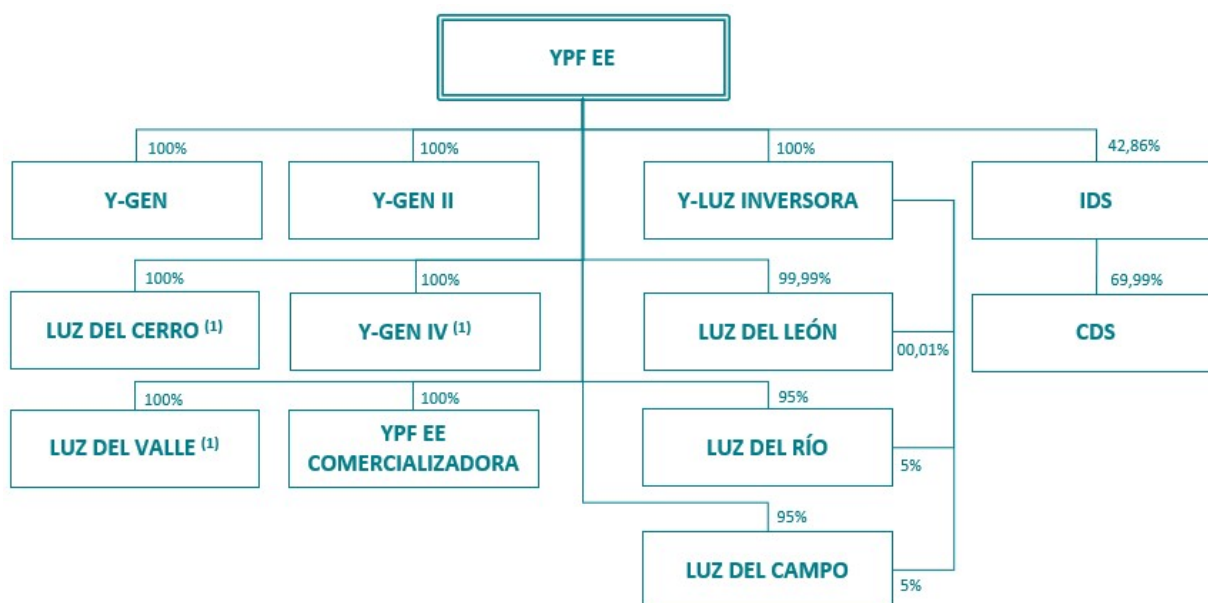 YPF EE
100%
100%
100%
42,86%
Y-GEN
Y-GEN II
Y-LUZ INVERSORA
IDS
100%
100%
99,99%
69,99%
LUZ DEL CERRO (1)
Y-GEN IV (1)
LUZ DEL LEÓN
CDS
00,01%
100%
100%
95%
LUZ DEL VALLE (1)
YPF EE
COMERCIALIZADORA
LUZ DEL RÍO
5%
95%
LUZ DEL CAMPO
5%